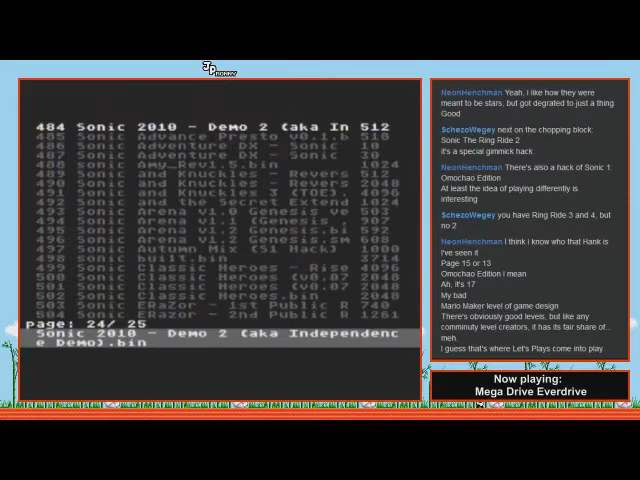 JP
RONNY
484 Sonic 2010 - Demo 2 (aka In 512
485 Sonic Advance Presto v0.1.b 518
486 Sonic Adventure DX - Sonic 10
487 Sonic Adventure DX - Sonic 30
488 sonic_Amy_Rev1.5.bin 1024
489 Sonic and Knuckles - Revers 512
490 Sonic and Knuckles - Revers 2048
491 Sonic and Knuckles 3 (TOE). 4096
492 Sonic and the Secret Extend 1024
493 Sonic Arena v1.0 Genesis ve 503
494 Sonic Arena v1.1 (Genesis , 907
495 Sonic Arena v1.2 Genesis.bi 592
496 Sonic Arena v1.2 Genesis.sm 608
497 Sonic Autumn Mix (S1 Hack) 1000
498 sonic built.bin 3714
499 Sonic Classic Heroes - Rise 4096
500 Sonic Classic Heroes (v0.07 2048
501 Sonic Classic Heroes (v0.07 2048
502 Sonic Classic Heroes.bin 2048
503 Sonic ERaZor - 1st Public R 740
504 Sonic ERaZor - 2nd Public R 1261
page: 24/ 25
Sonic 2010 - Demo 2 (aka Independenc
e Demo).bin
NeonHenchman Yeah, I like how they were
meant to be stars, but got degrated to just a thing
Good
SchezoWegey next on the chopping block:
Sonic The Ring Ride 2
it's a special gimmick hack
NeonHenchman There's also a hack of Sonic 1
Omochao Edition
At least the idea of playing differently is
interesting
SchezoWegey you have Ring Ride 3 and 4, but
no 2
NeonHenchman I think I know who that Hank is
I've seen it
Page 15 or 13
Omochao Edition I mean
Ah, it's 17
My bad
Mario Maker level of game design
There's obviously good levels, but like any
comminuty level creators, it has its fair share of...
meh.
I guess that's where Let's Plays come into play
Now playing:
Mega Drive Everdrive